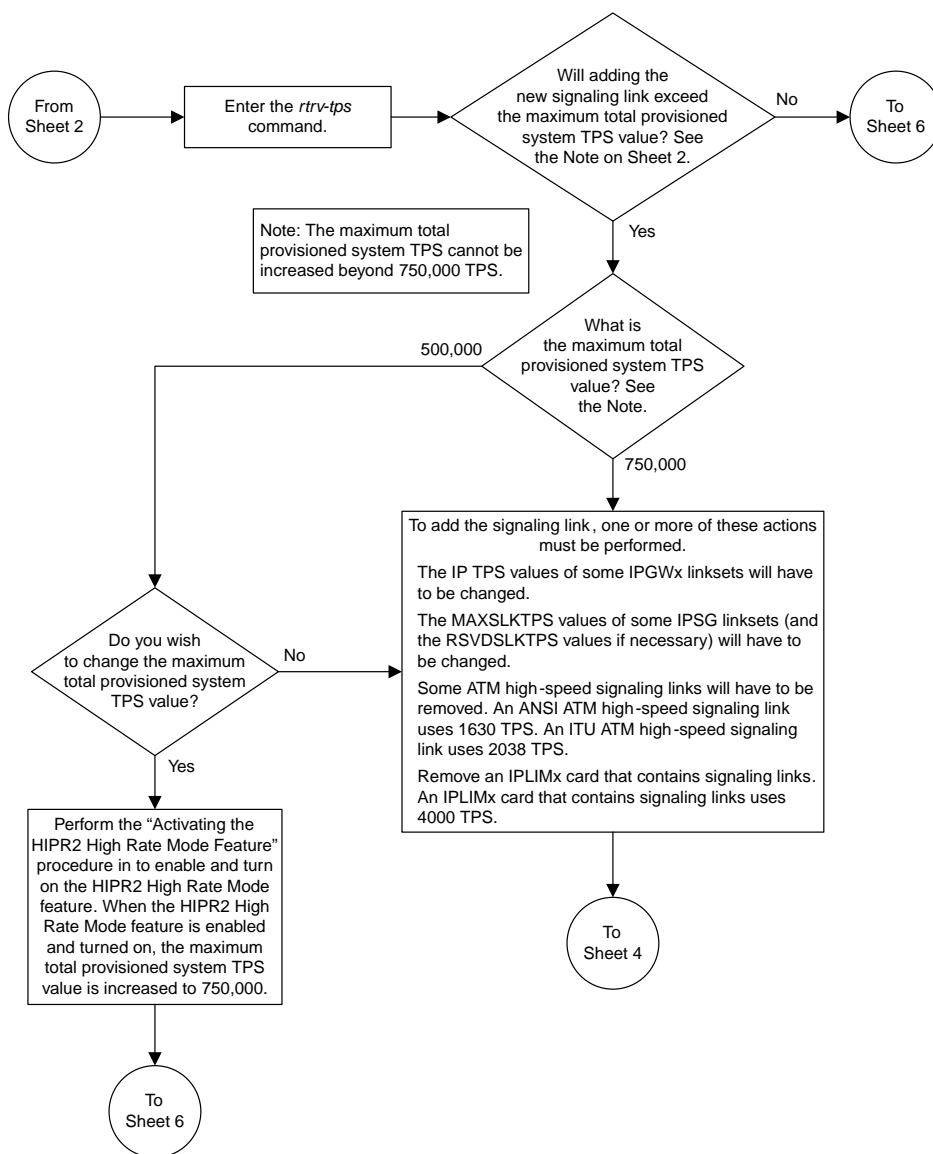 From
Sheet 2
Enter the rtrv-tps
command.
Will adding the
new signaling link exceed
the maximum total provisioned
system TPS value? See
the Note on Sheet 2.
No
To
Sheet 6
Yes
Note: The maximum total
provisioned system TPS cannot be
increased beyond 750,000 TPS.
What is
the maximum total
provisioned system TPS
value? See
the Note.
500,000
750,000
To add the signaling link, one or more of these actions
must be performed.
The IP TPS values of some IPGWx linksets will have
to be changed.
The MAXSLKTPS values of some IPSG linksets (and
the RSVDSLKTPS values if necessary) will have to
be changed.
Some ATM high-speed signaling links will have to be
removed. An ANSI ATM high-speed signaling link
uses 1630 TPS. An ITU ATM high-speed signaling
link uses 2038 TPS.
Remove an IPLIMx card that contains signaling links.
An IPLIMx card that contains signaling links uses
4000 TPS.
Do you wish
to change the maximum
total provisioned system
TPS value?
No
Yes
Perform the “Activating the
HIPR2 High Rate Mode Feature”
procedure in to enable and turn
on the HIPR2 High Rate Mode
feature. When the HIPR2 High
Rate Mode feature is enabled
and turned on, the maximum
total provisioned system TPS
value is increased to 750,000.
To
Sheet 4
To
Sheet 6